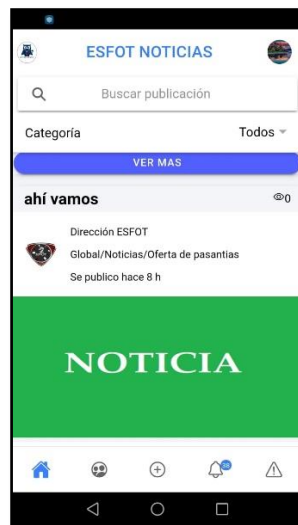 ESFOT NOTICIAS
Buscar publicación
Categoría Todos
VER MAS
ahí vamos 0
Dirección ESFOT
Global/Noticias/Oferta de pasantias
Se publico hace 8 h
NOTICIA